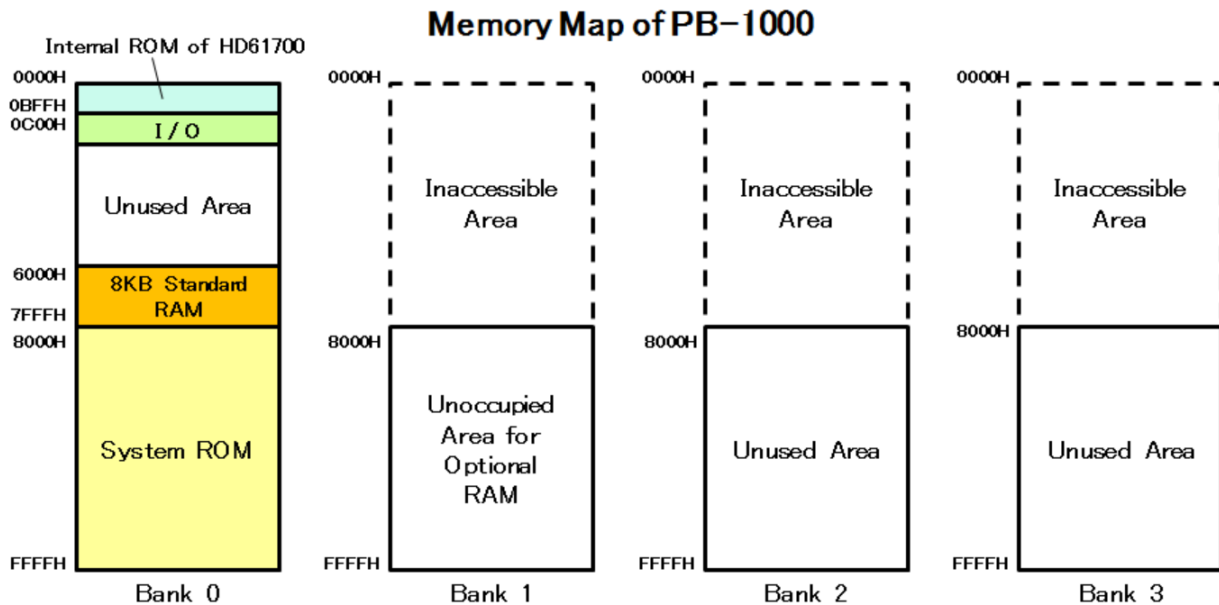 Memory Map of PB-1000
Internal ROM of HD61700
0000H
0BFFH
0C00H
I/O
Unused Area
6000H
8KB Standard
RAM
7FFFH
8000H
System ROM
FFFFH
Bank 0
0000H
Inaccessible
Area
8000H
Unoccupied
Area for
Optional
RAM
FFFFH
Bank 1
0000H
Inaccessible
Area
8000H
Unused Area
FFFFH
Bank 2
0000H
Inaccessible
Area
8000H
Unused Area
FFFFH
Bank 3